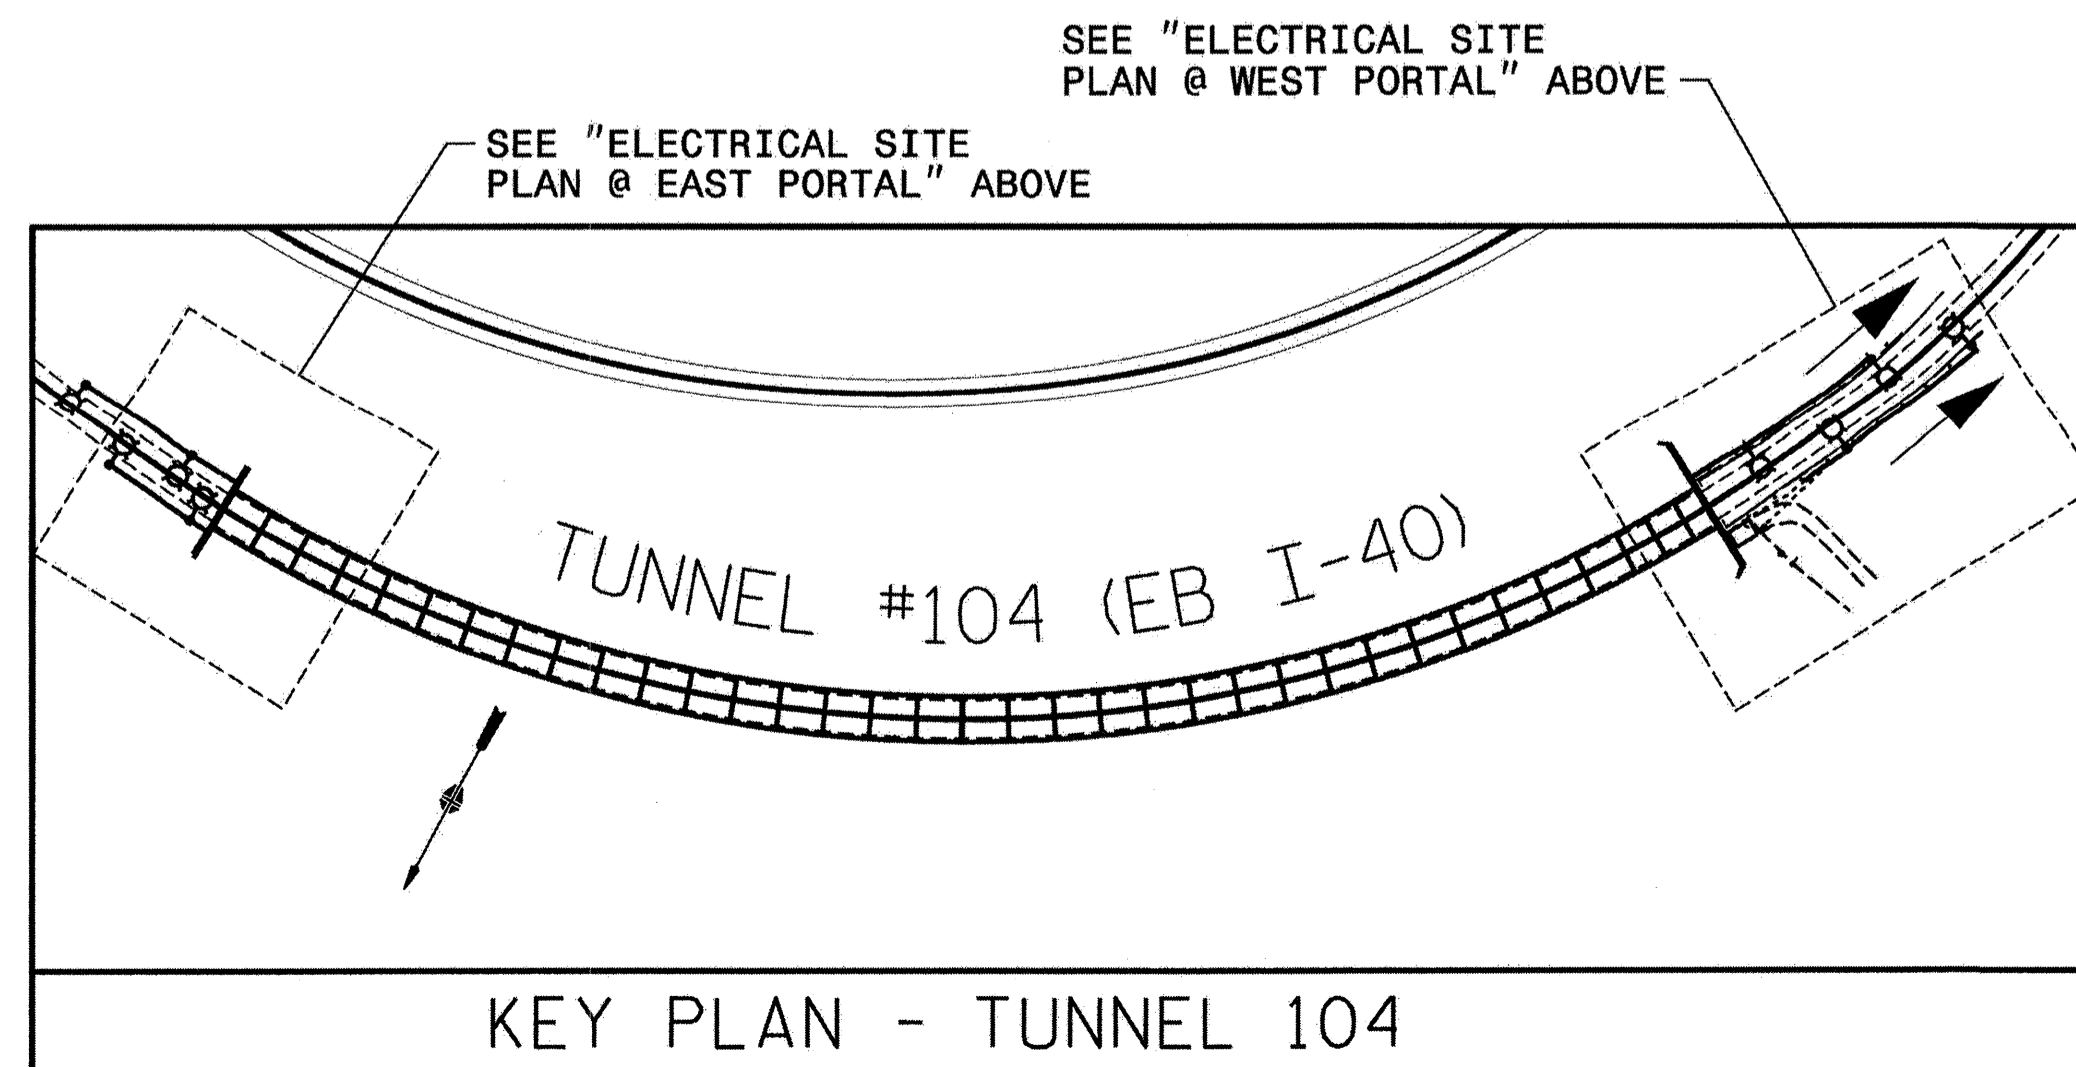 SEE "ELECTRICAL SITE
PLAN @ WEST PORTAL" ABOVE
SEE "ELECTRICAL SITE
PLAN @ EAST PORTAL" ABOVE
TUNNEL #104 (EB I-40)
KEY PLAN - TUNNEL 104